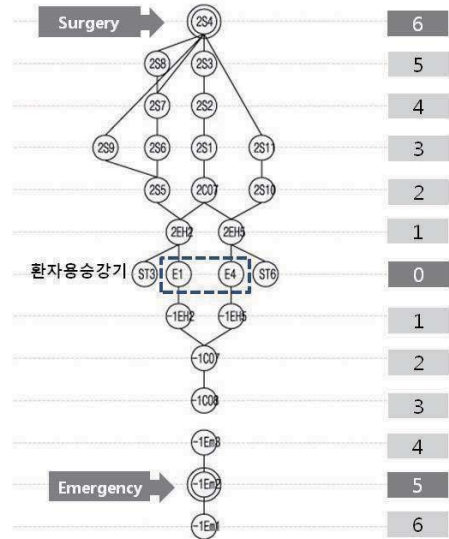 Surgery 2S4 6
2S8 2S3 5
2S7 2S2 4
2S9 2S6 2S1 2S11 3
2S5 2C07 2S10 2
2EH2 2EH5 1
환자용승강기 ST3 E1 E4 ST6 0
-1EH2 -1EH5 1
-1C07 2
-1C08 3
-1Em3 4
Emergency -1Em2 5
-1Em1 6